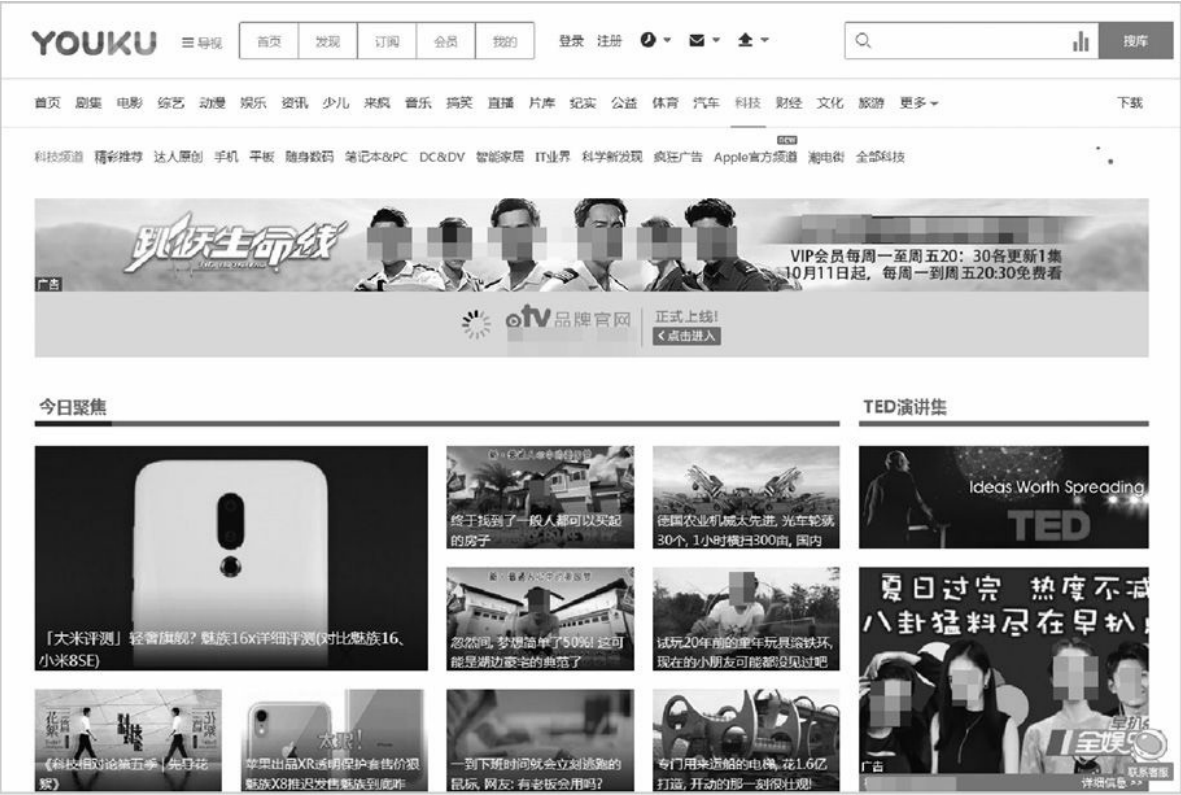 YOUKU 导视 首页 发现 订阅 会员 我的 登录 注册 搜库
首页 剧集 电影 综艺 动漫 娱乐 资讯 少儿 来疯 音乐 搞笑 直播 片库 纪实 公益 体育 汽车 科技 财经 文化 旅游 更多 下载
new
科技频道 精彩推荐 达人原创 手机 平板 随身数码 笔记本&PC DC&DV 智能家居 IT业界 科学新发现 疯狂广告 Apple官方频道 潮电街 全部科技
跳跃生命线
VIP会员每周一至周五20：30各更新1集
10月11日起，每周一到周五20:30免费看
广告
otv品牌官网 正式上线!
点击进入
今日聚焦
「大米评测」轻奢旗舰? 魅族16x详细评测(对比魅族16、
小米8SE)
终于找到了一般人都可以买起
的房子
德国农业机械太先进, 光车轮就
30个, 1小时横扫300亩, 国内
忽然间, 梦想简单了50%! 这可
能是湖边豪宅的典范了
试玩20年前的童年玩具滚铁环,
现在的小朋友可能都没见过吧
《科技相对论第五季 | 先导花
絮》
太狠!
苹果出品XR透明保护套售价狠
魅族X8推迟发售魅族到底咋
一到下班时间就会立刻逃跑的
鼠标, 网友: 有老板会用吗?
专门用来送船的电梯, 花1.6亿
打造, 开动的那一刻很壮观!
TED演讲集
Ideas Worth Spreading
TED
夏日过完 热度不减
八卦猛料尽在早扒
全娱
广告
联系客服
详细信息 >>